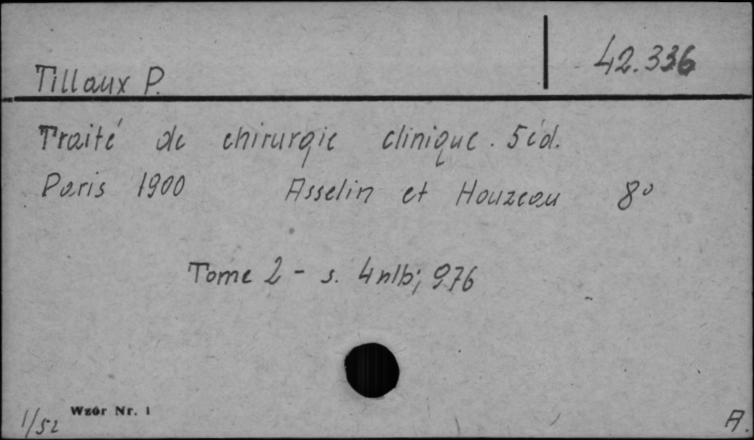 Tillaux P. 42.336
Traité de chirurgie clinique. 5 éd.
Paris 1900 Asselin et Houzeau 8°
Tome 2 - s. 4 nlb; 976
Wzór Nr. 1
1/52 A.